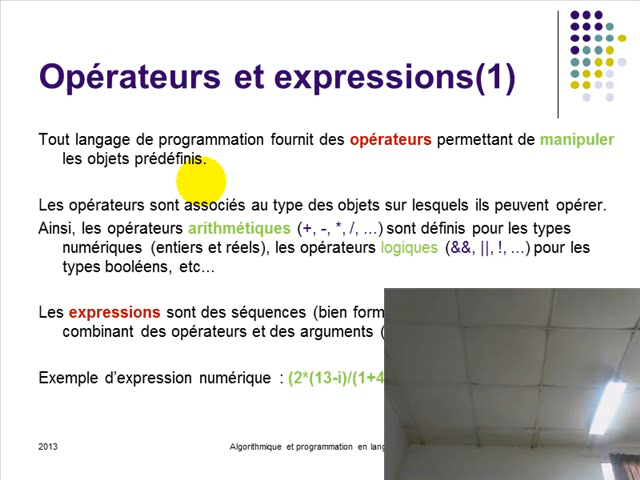 Opérateurs et expressions(1)
Tout langage de programmation fournit des opérateurs permettant de manipuler
les objets prédéfinis.
Les opérateurs sont associés au type des objets sur lesquels ils peuvent opérer.
Ainsi, les opérateurs arithmétiques (+, -, *, /, …) sont définis pour les types
numériques (entiers et réels), les opérateurs logiques (&&, ||, !, …) pour les
types booléens, etc…
Les expressions sont des séquences (bien
combinant des opérateurs et des arguments (
Exemple d’expression numérique : (2*(13-i)/(1+4
2013
Algorithmique et programmation en